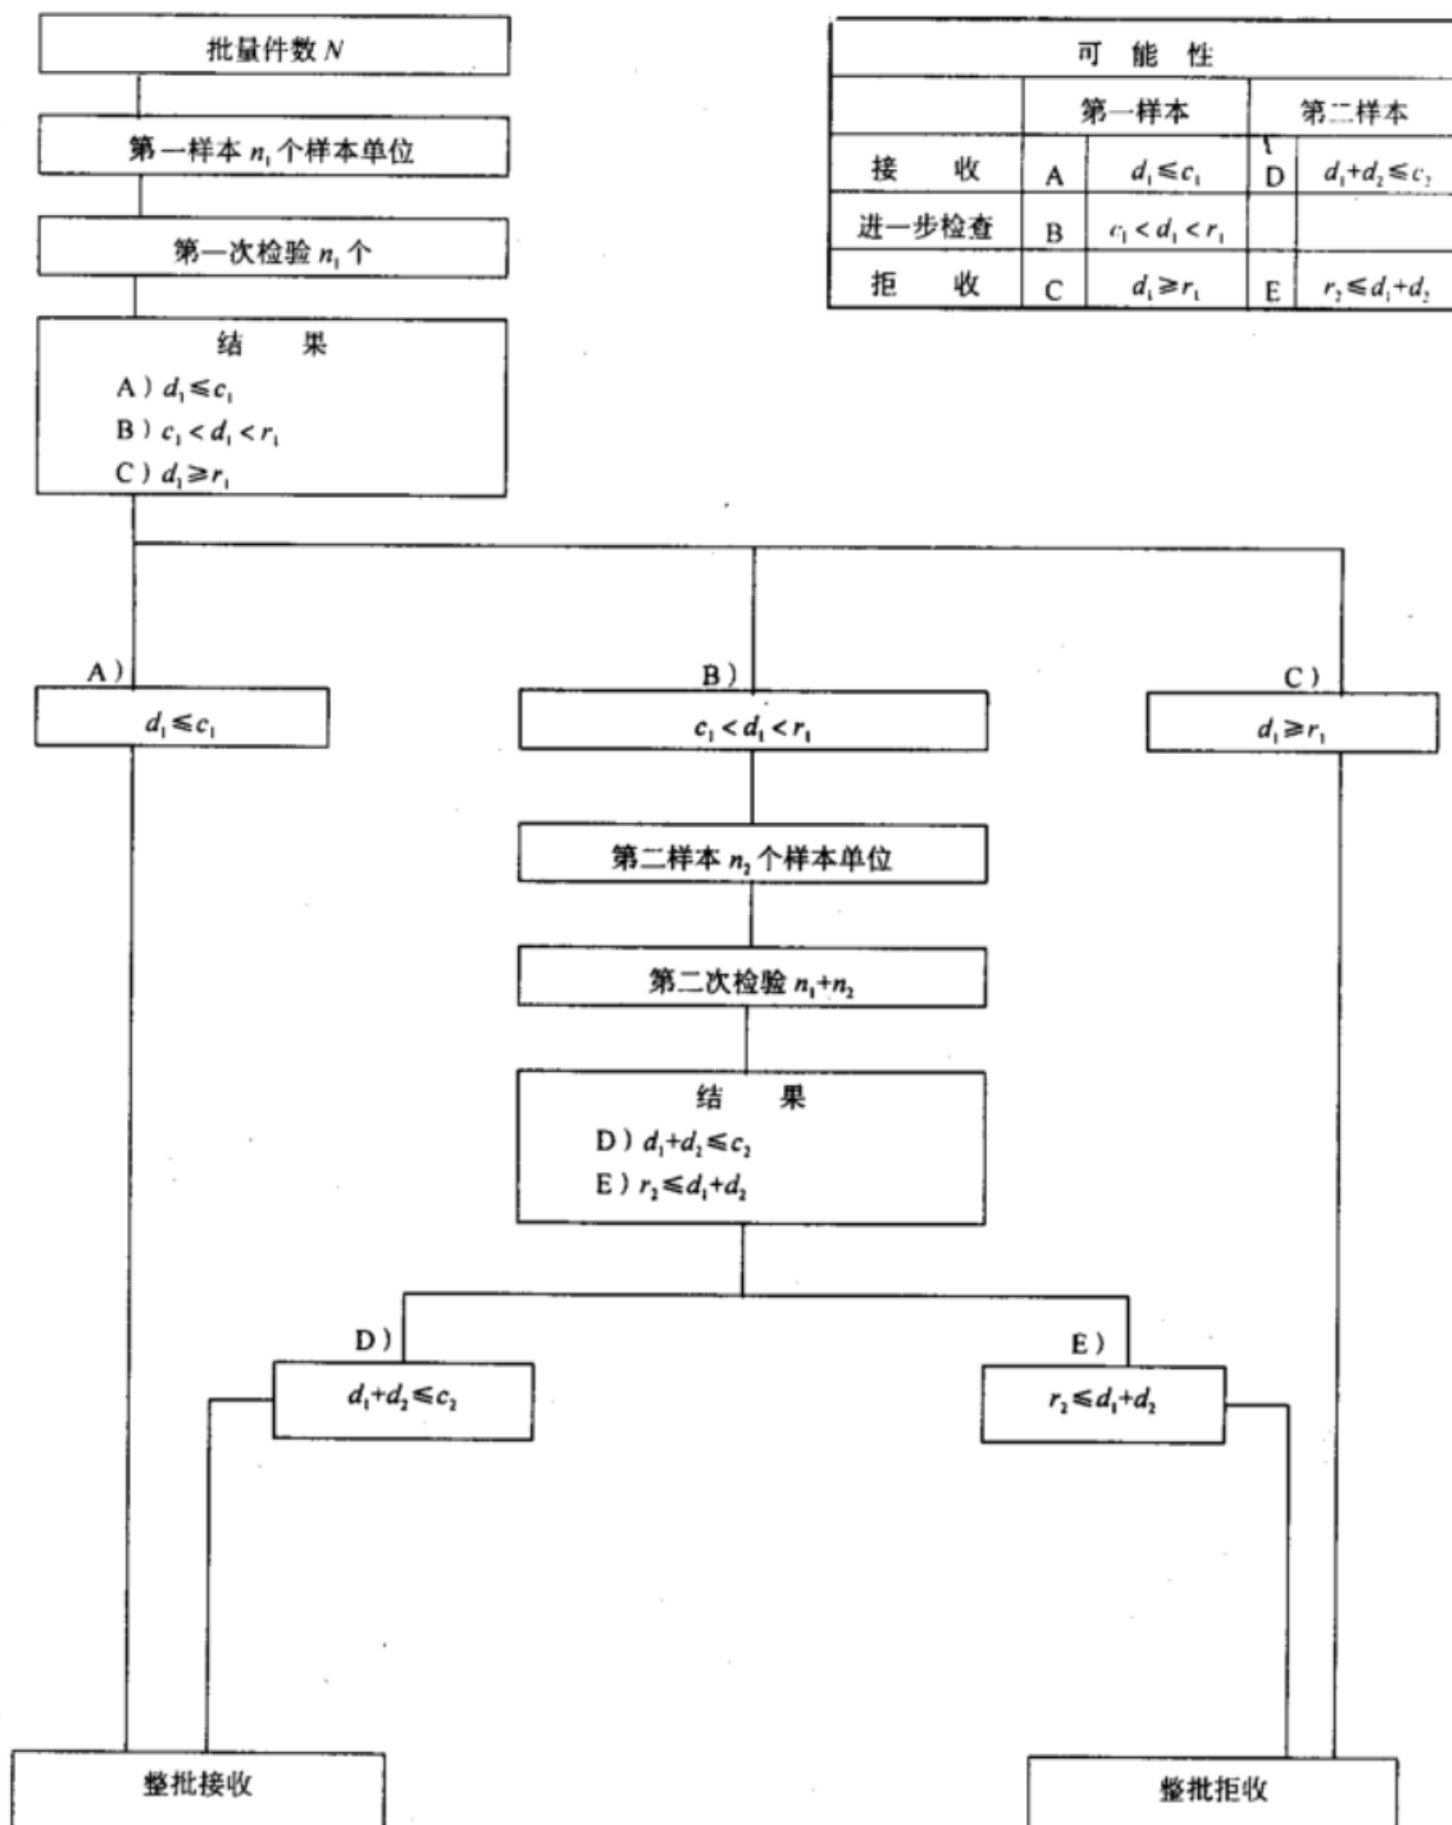 批量件数 N
第一样本 n₁ 个样本单位
第一次检验 n₁ 个
结 果
A）d₁≤c₁
B）c₁<d₁<r₁
C）d₁≥r₁
可 能 性
第一样本 第二样本
接 收 A d₁≤c₁ D d₁+d₂≤c₂
进一步检查 B c₁<d₁<r₁
拒 收 C d₁≥r₁ E r₂≤d₁+d₂
A）
d₁≤c₁
B）
c₁<d₁<r₁
C）
d₁≥r₁
第二样本 n₂ 个样本单位
第二次检验 n₁+n₂
结 果
D）d₁+d₂≤c₂
E）r₂≤d₁+d₂
D）
d₁+d₂≤c₂
E）
r₂≤d₁+d₂
整批接收
整批拒收